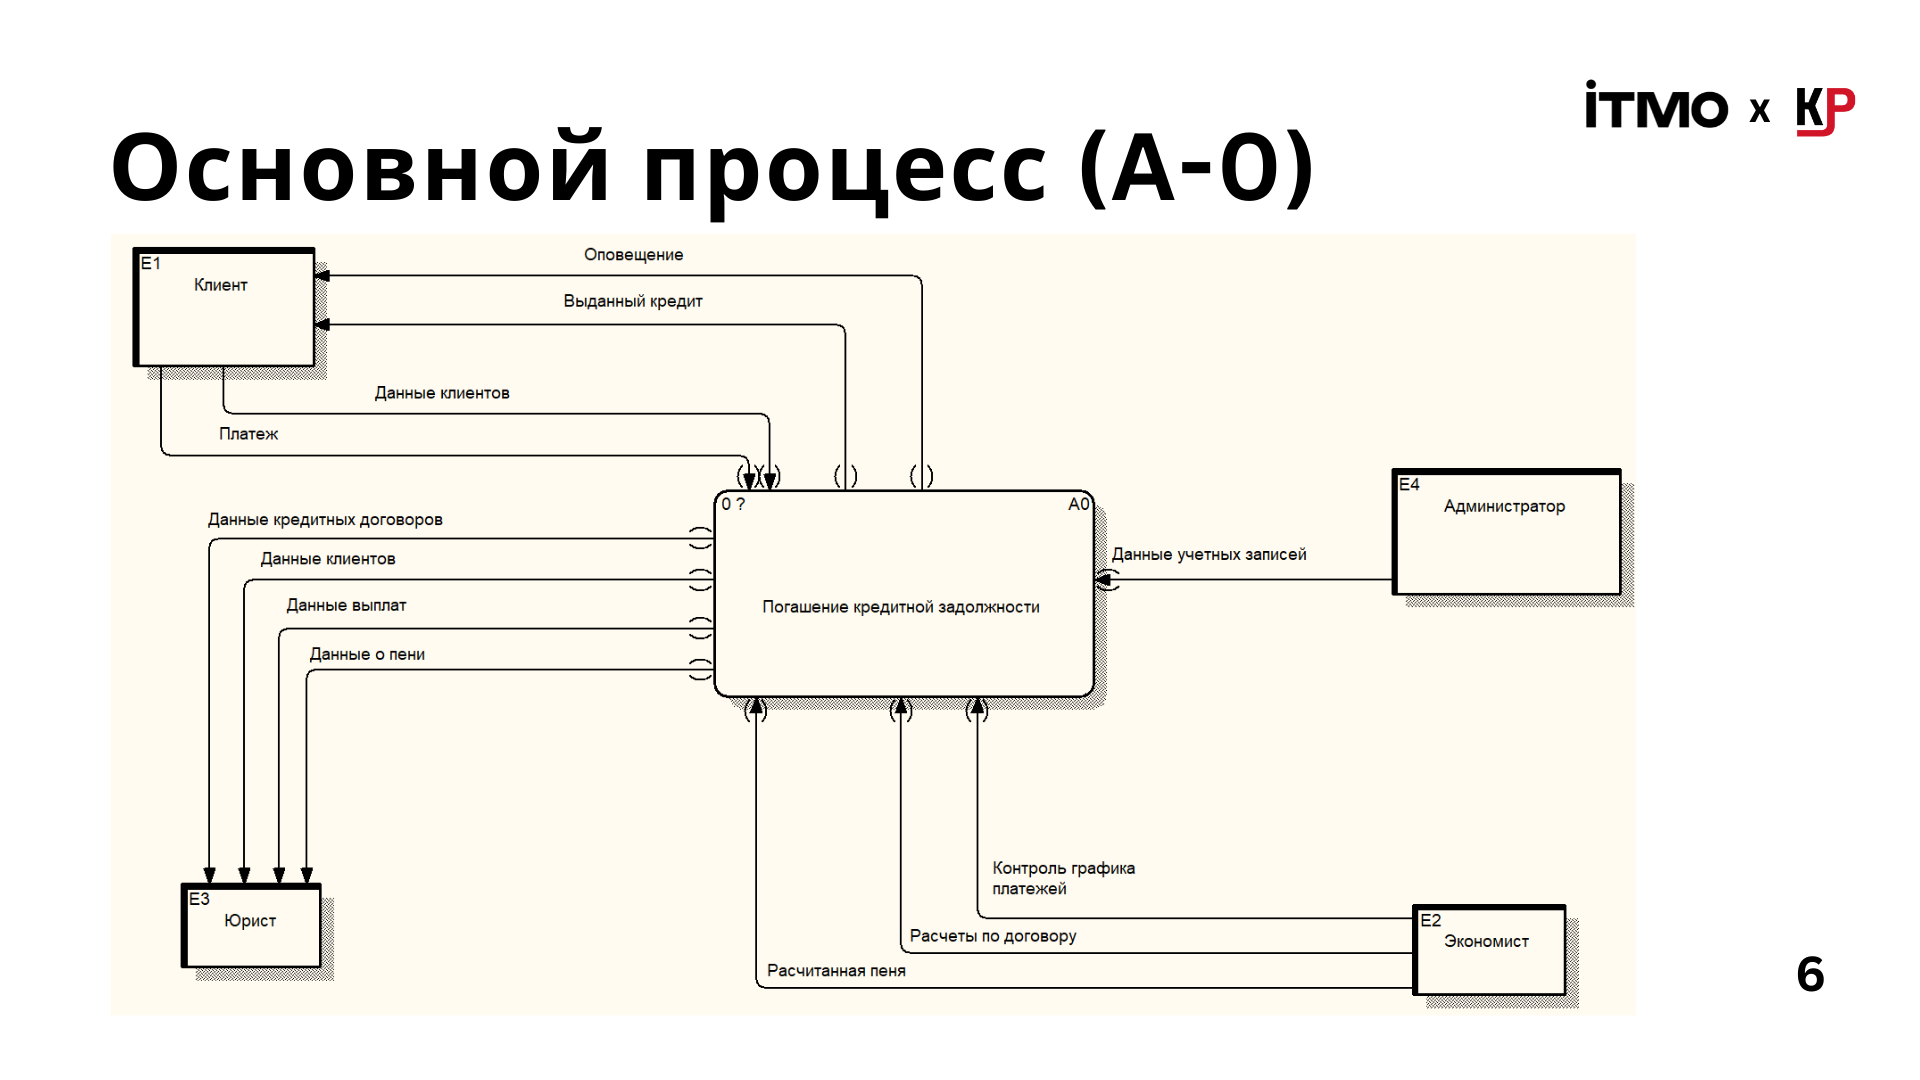 iTMO x KP
Основной процесс (А-0)
Оповещение
E1
Клиент
Выданный кредит
Данные клиентов
Платеж
E4
Администратор
0 ?
A0
Данные кредитных договоров
Данные учетных записей
Данные клиентов
Данные выплат
Погашение кредитной задолжности
Данные о пени
Контроль графика
платежей
E3
Юрист
E2
Экономист
Расчеты по договору
Расчитанная пеня
6